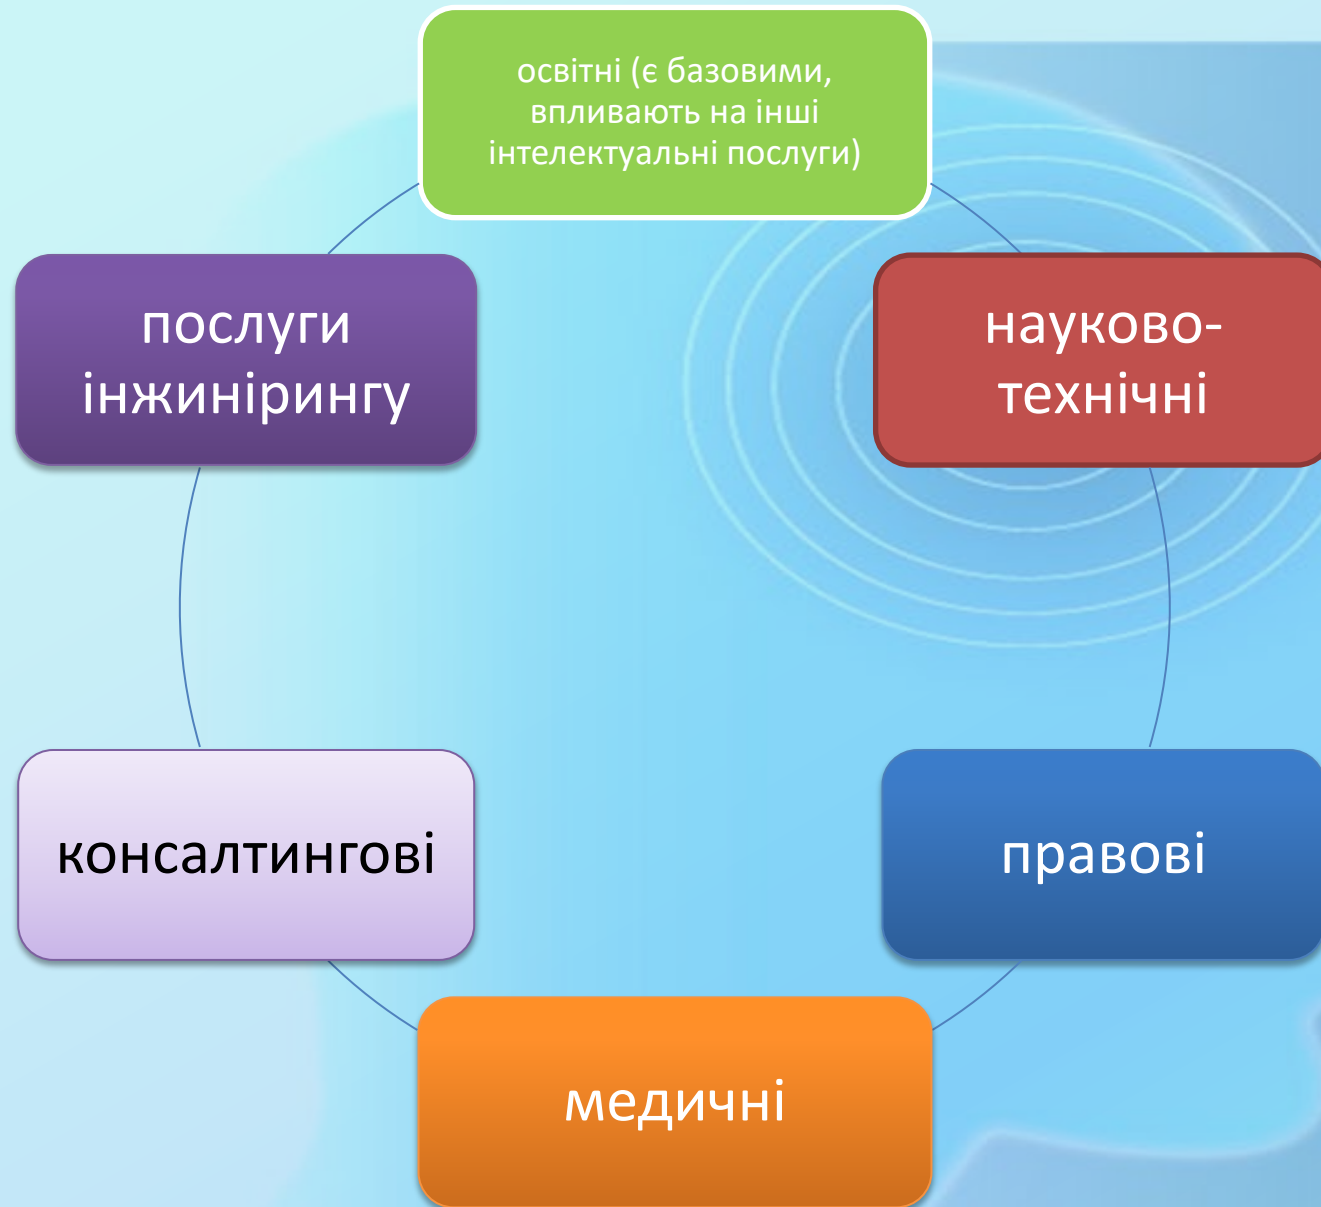 освітні (є базовими,
впливають на інші
інтелектуальні послуги)
послуги
інжинірингу
науково-
технічні
консалтингові
правові
медичні